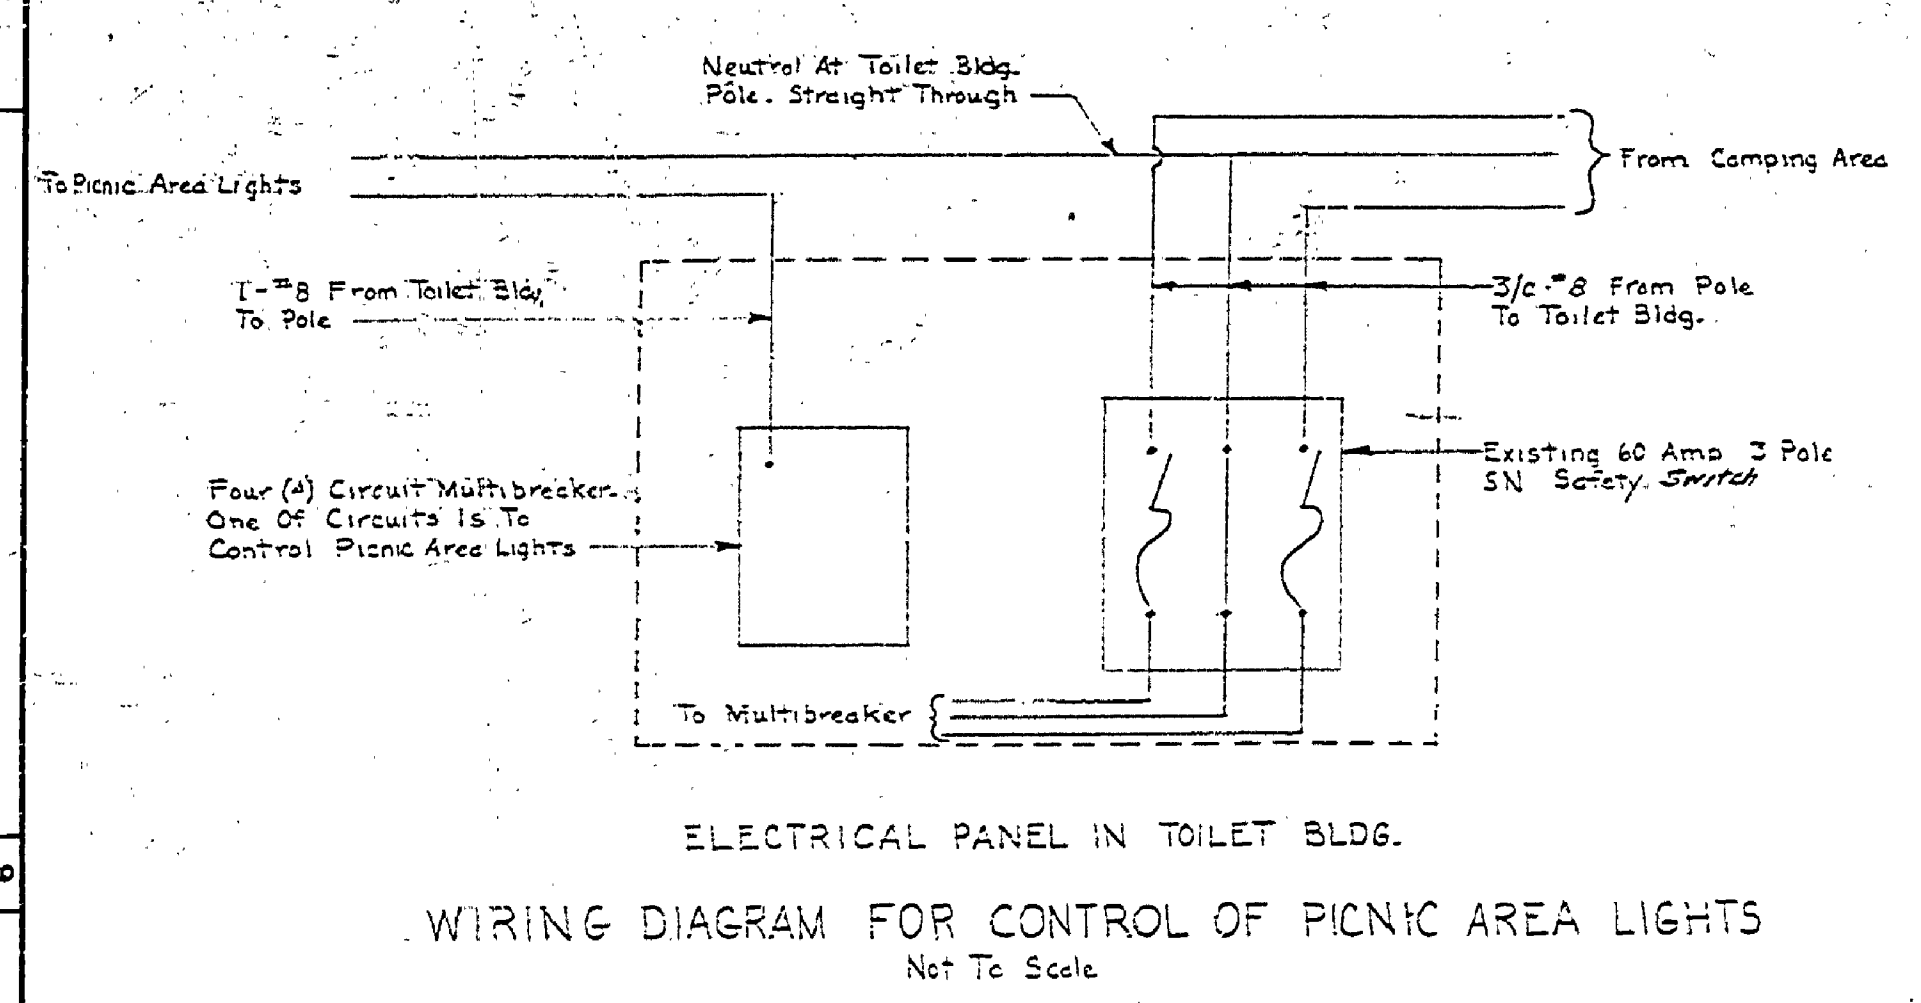 Neutral At Toilet Bldg.
Pole. Straight Through
To Picnic Area Lights
From Camping Area
1-#8 From Toilet Bldg.
To Pole
3/c-#8 From Pole
To Toilet Bldg.
Four (4) Circuit Multibreaker.
One Of Circuits Is To
Control Picnic Area Lights
Existing 60 Amp 3 Pole
SN Safety Switch
To Multibreaker
ELECTRICAL PANEL IN TOILET BLDG.
WIRING DIAGRAM FOR CONTROL OF PICNIC AREA LIGHTS
Not To Scale